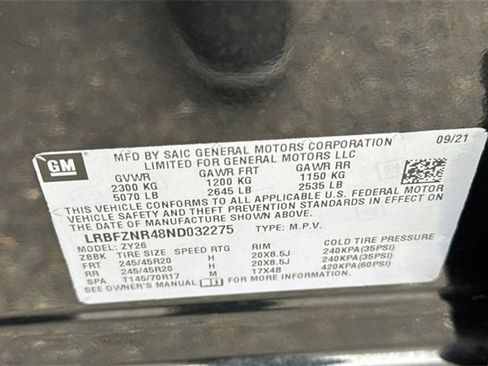 GM
MFD BY SAIC GENERAL MOTORS CORPORATION 09/21
LIMITED FOR GENERAL MOTORS LLC
GVWR GAWR FRT GAWR RR
2300 KG 1200 KG 1150 KG
5070 LB 2645 LB 2535 LB
THIS VEHICLE CONFORMS TO ALL APPLICABLE U.S. FEDERAL MOTOR
VEHICLE SAFETY AND THEFT PREVENTION STANDARDS IN EFFECT ON
THE DATE OF MANUFACTURE SHOWN ABOVE.
LRBFZNR48ND032275 TYPE: M.P.V.
MODEL: ZY26
ZBBK TIRE SIZE SPEED RTG RIM COLD TIRE PRESSURE
FRT 245/45R20 H 20X8.5J 240KPA(35PSI)
RR 245/45R20 H 20X8.5J 240KPA(35PSI)
SPA T145/70R17 M 17X4B 420KPA(60PSI)
SEE OWNER'S MANUAL